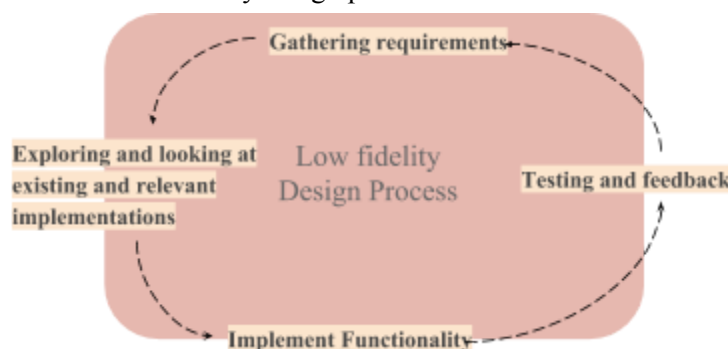 Gathering requirements
Exploring and looking at
existing and relevant
implementations
Low fidelity
Design Process
Testing and feedback
Implement Functionality